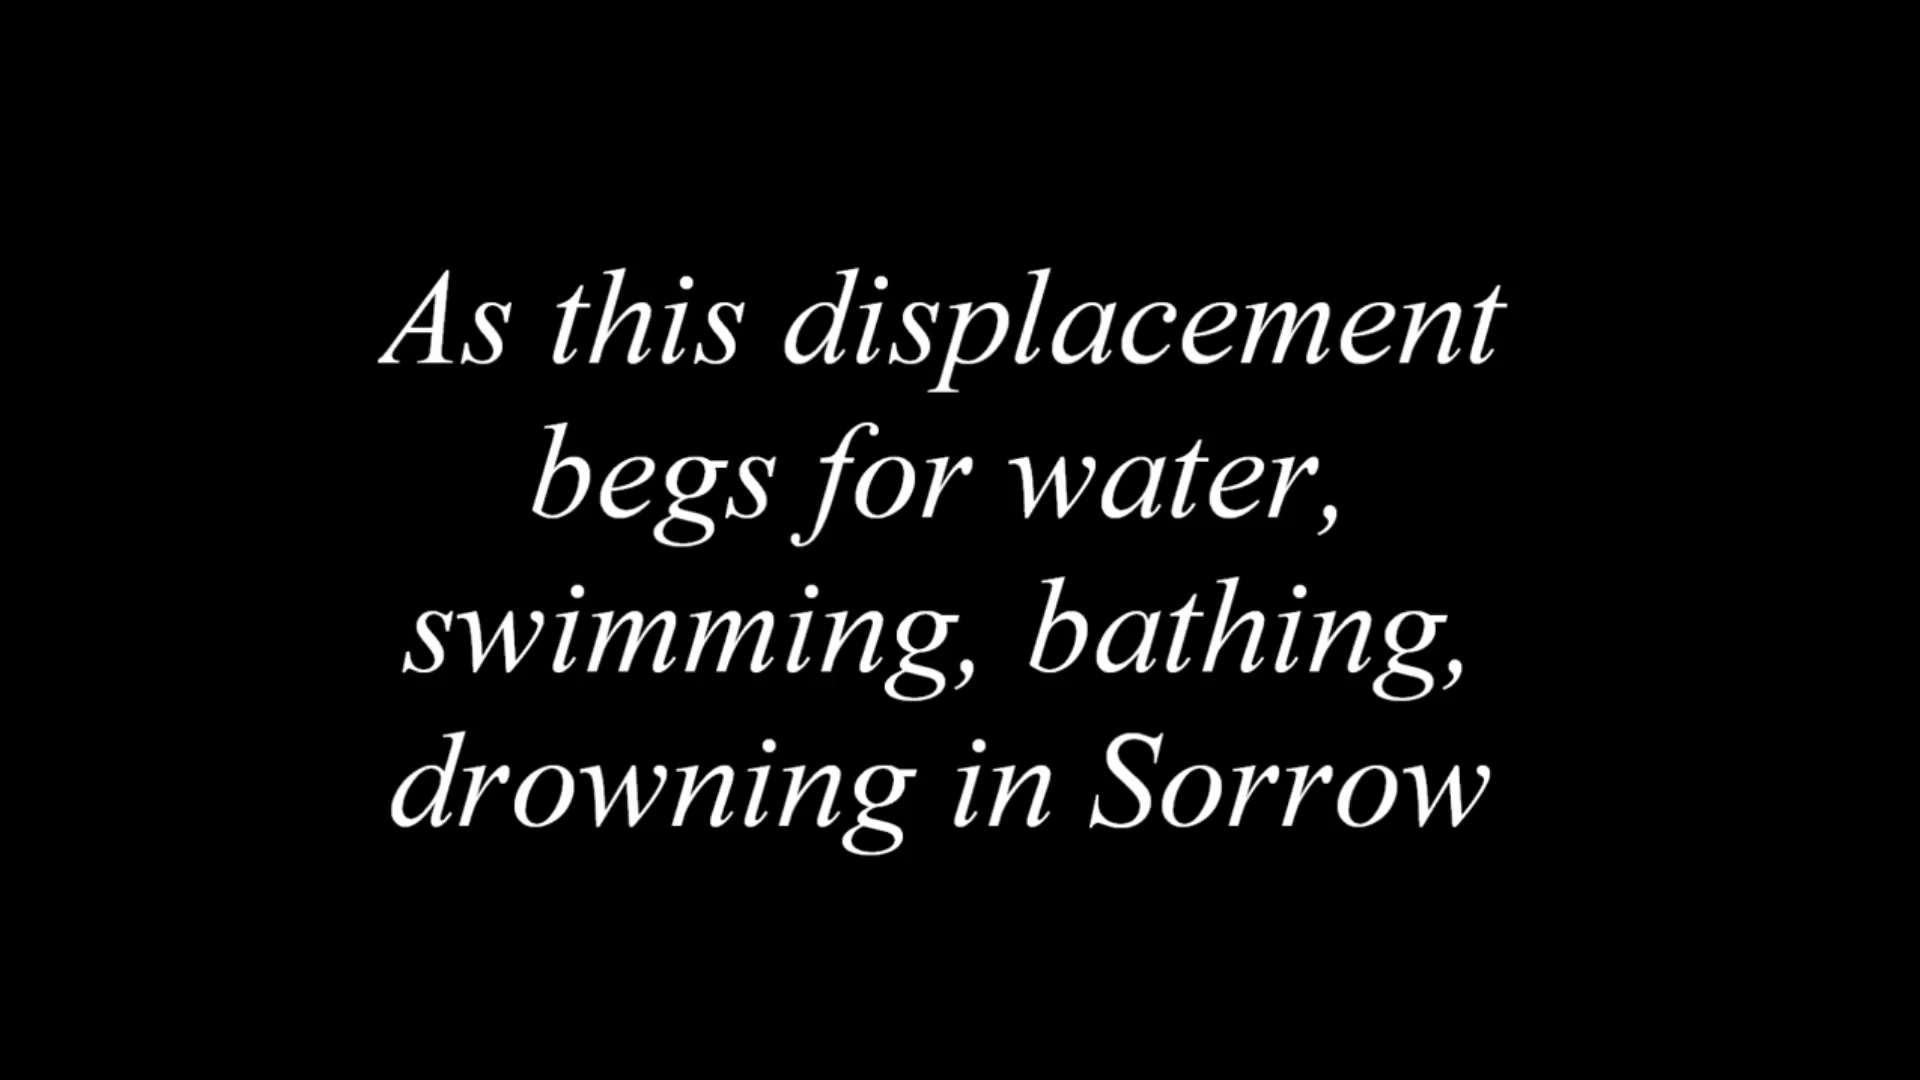 As this displacement
begs for water,
swimming, bathing,
drowning in Sorrow